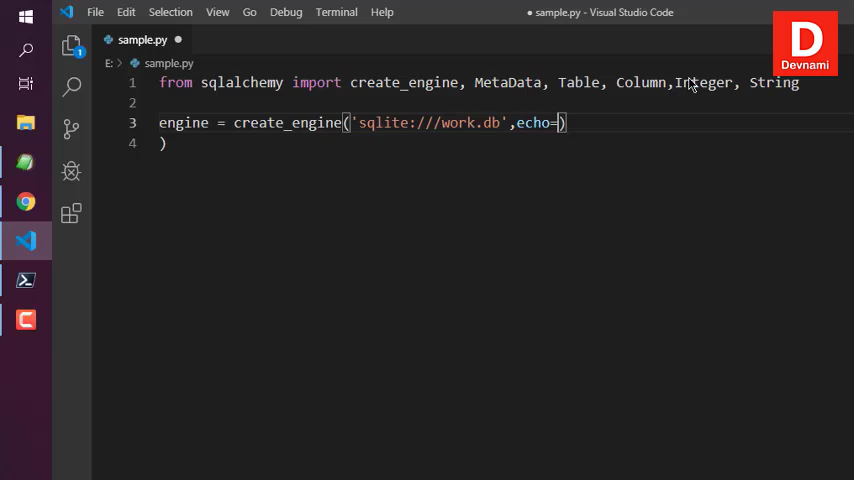 File Edit Selection View Go Debug Terminal Help
● sample.py - Visual Studio Code
D
Devnami
sample.py ●
E: > sample.py
1 from sqlalchemy import create_engine, MetaData, Table, Column,Integer, String
2
3 engine = create_engine('sqlite:///work.db',echo=)
4 )
1